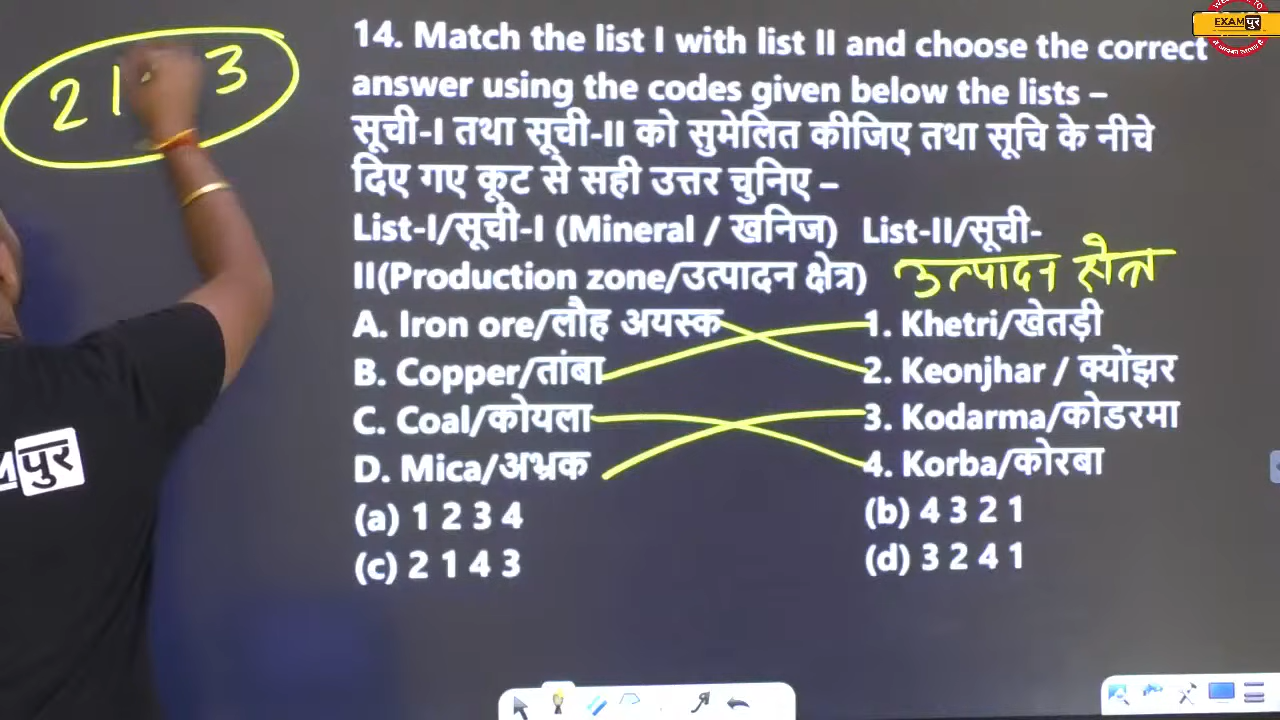 EXAMपुर
2 1 3
14. Match the list I with list II and choose the correct
answer using the codes given below the lists –
सूची-I तथा सूची-II को सुमेलित कीजिए तथा सूचि के नीचे
दिए गए कूट से सही उत्तर चुनिए –
List-I/सूची-I (Mineral / खनिज) List-II/सूची-
II(Production zone/उत्पादन क्षेत्र) उत्पादन क्षेत्र
A. Iron ore/लौह अयस्क 1. Khetri/खेतड़ी
B. Copper/तांबा 2. Keonjhar / क्योंझर
C. Coal/कोयला 3. Kodarma/कोडरमा
D. Mica/अभ्रक 4. Korba/कोरबा
(a) 1 2 3 4 (b) 4 3 2 1
(c) 2 1 4 3 (d) 3 2 4 1
Mपुर